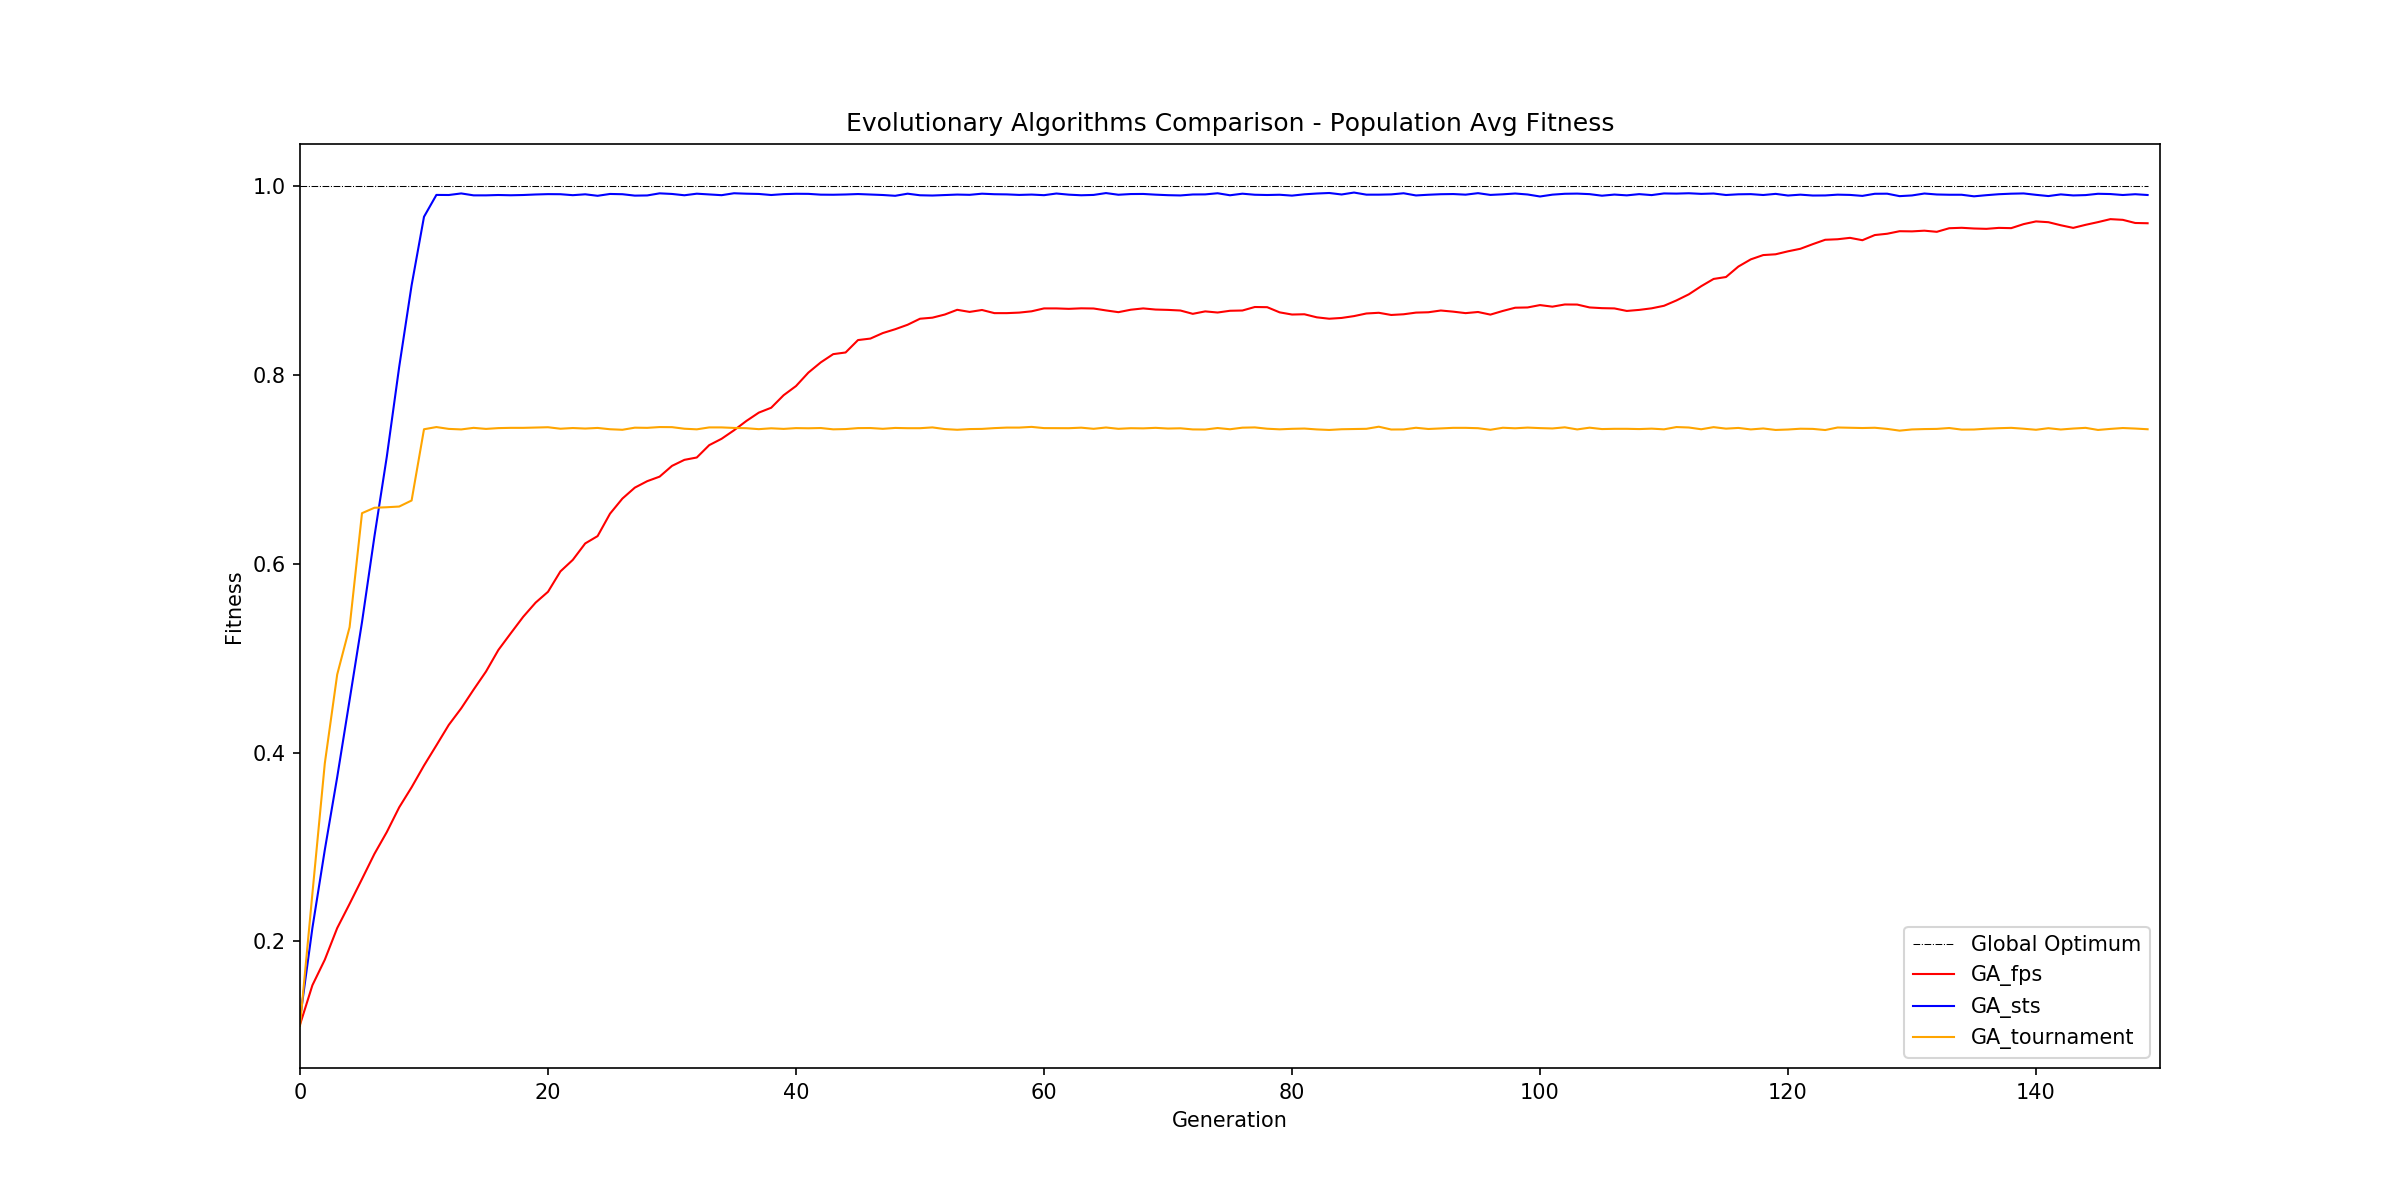 Evolutionary Algorithms Comparison - Population Avg Fitness
1.0
0.8
0.6
0.4
0.2
Fitness
0
20
40
60
80
100
120
140
Generation
Global Optimum
GA_fps
GA_sts
GA_tournament